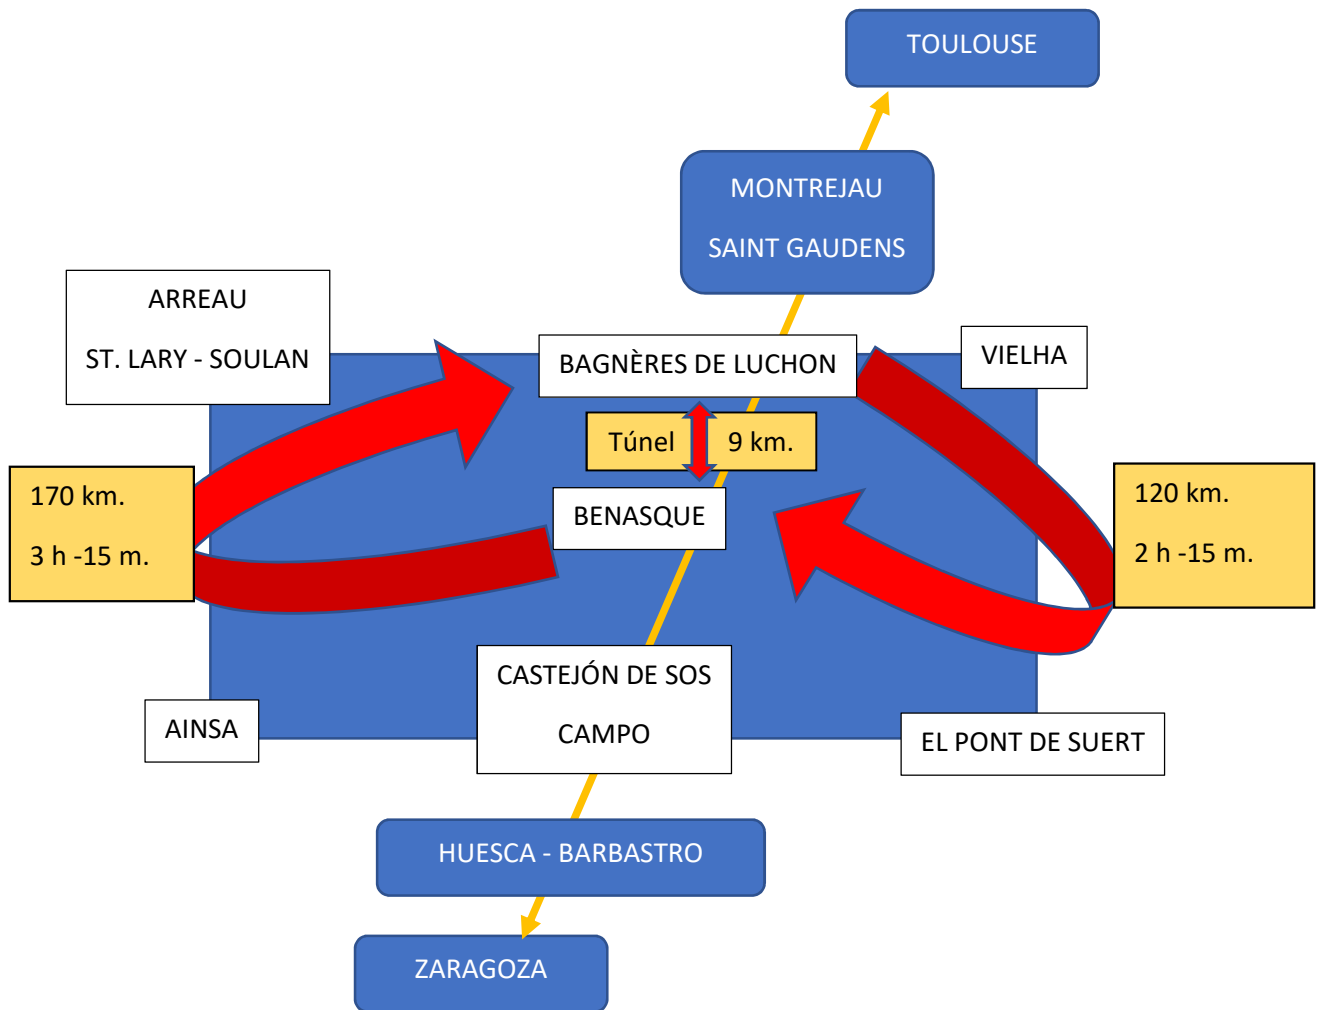 TOULOUSE
MONTREJAU
SAINT GAUDENS
ARREAU
ST. LARY - SOULAN
BAGNÈRES DE LUCHON
VIELHA
Túnel
9 km.
170 km.
3 h -15 m.
BENASQUE
120 km.
2 h -15 m.
CASTEJÓN DE SOS
CAMPO
AINSA
EL PONT DE SUERT
HUESCA - BARBASTRO
ZARAGOZA